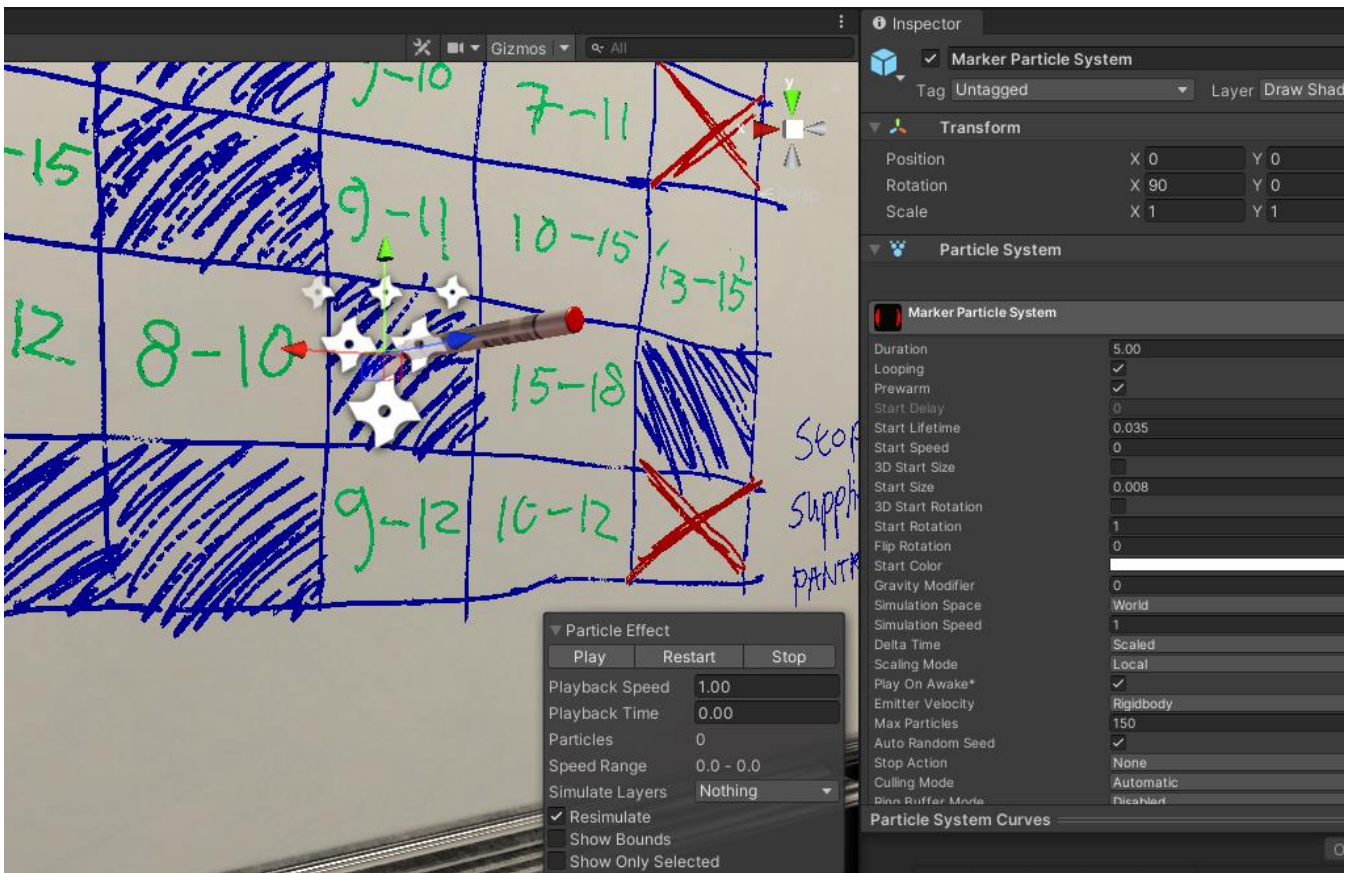 Gizmos All
9-10 7-11
-15 9-11 10-15 13-15
12 8-10 15-18
9-12 10-12
Stop
suppli
PANTR
Particle Effect
Play Restart Stop
Playback Speed 1.00
Playback Time 0.00
Particles 0
Speed Range 0.0 - 0.0
Simulate Layers Nothing
Resimulate
Show Bounds
Show Only Selected
Inspector
Marker Particle System
Tag Untagged Layer Draw Shad
Transform
Position X 0 Y 0
Rotation X 90 Y 0
Scale X 1 Y 1
Particle System
Marker Particle System
Duration 5.00
Looping
Prewarm
Start Delay 0
Start Lifetime 0.035
Start Speed 0
3D Start Size
Start Size 0.008
3D Start Rotation
Start Rotation 1
Flip Rotation 0
Start Color
Gravity Modifier 0
Simulation Space World
Simulation Speed 1
Delta Time Scaled
Scaling Mode Local
Play On Awake*
Emitter Velocity Rigidbody
Max Particles 150
Auto Random Seed
Stop Action None
Culling Mode Automatic
Ring Buffer Mode Disabled
Particle System Curves
O